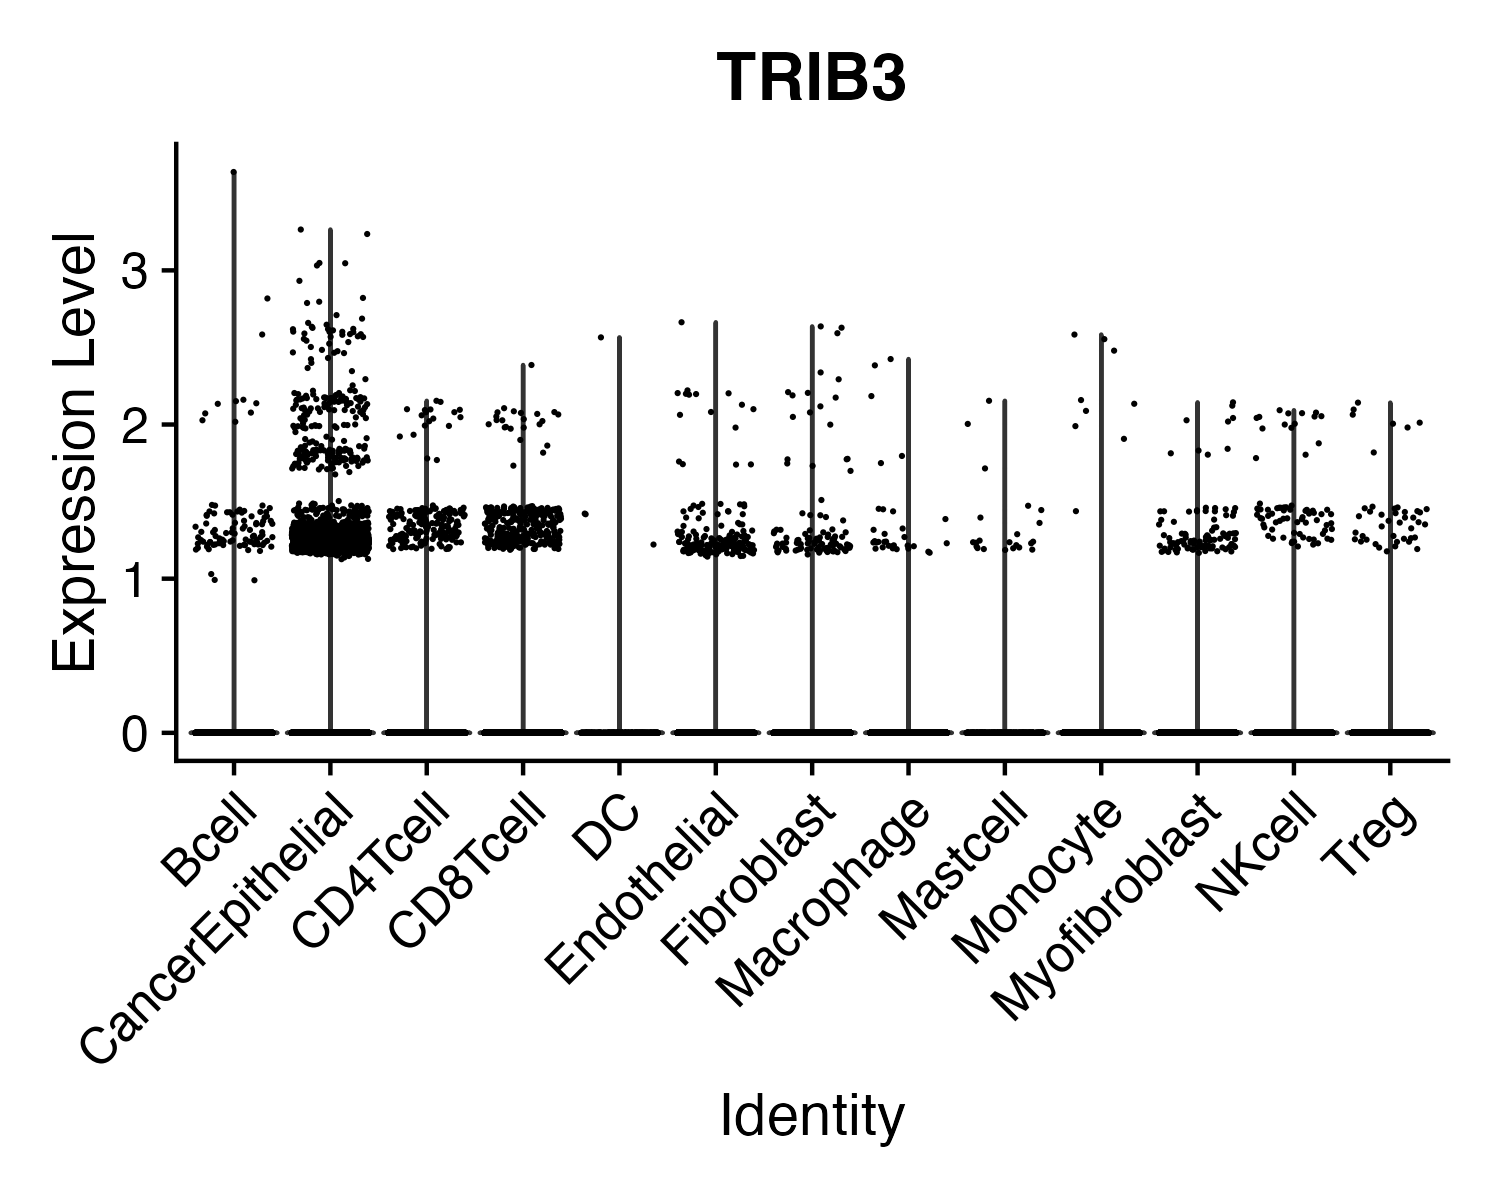 TRIB3
Expression Level
3
2
1
0
Bcell
CancerEpithelial
CD4Tcell
CD8Tcell
DC
Endothelial
Fibroblast
Macrophage
Mastcell
Monocyte
Myofibroblast
NKcell
Treg
Identity